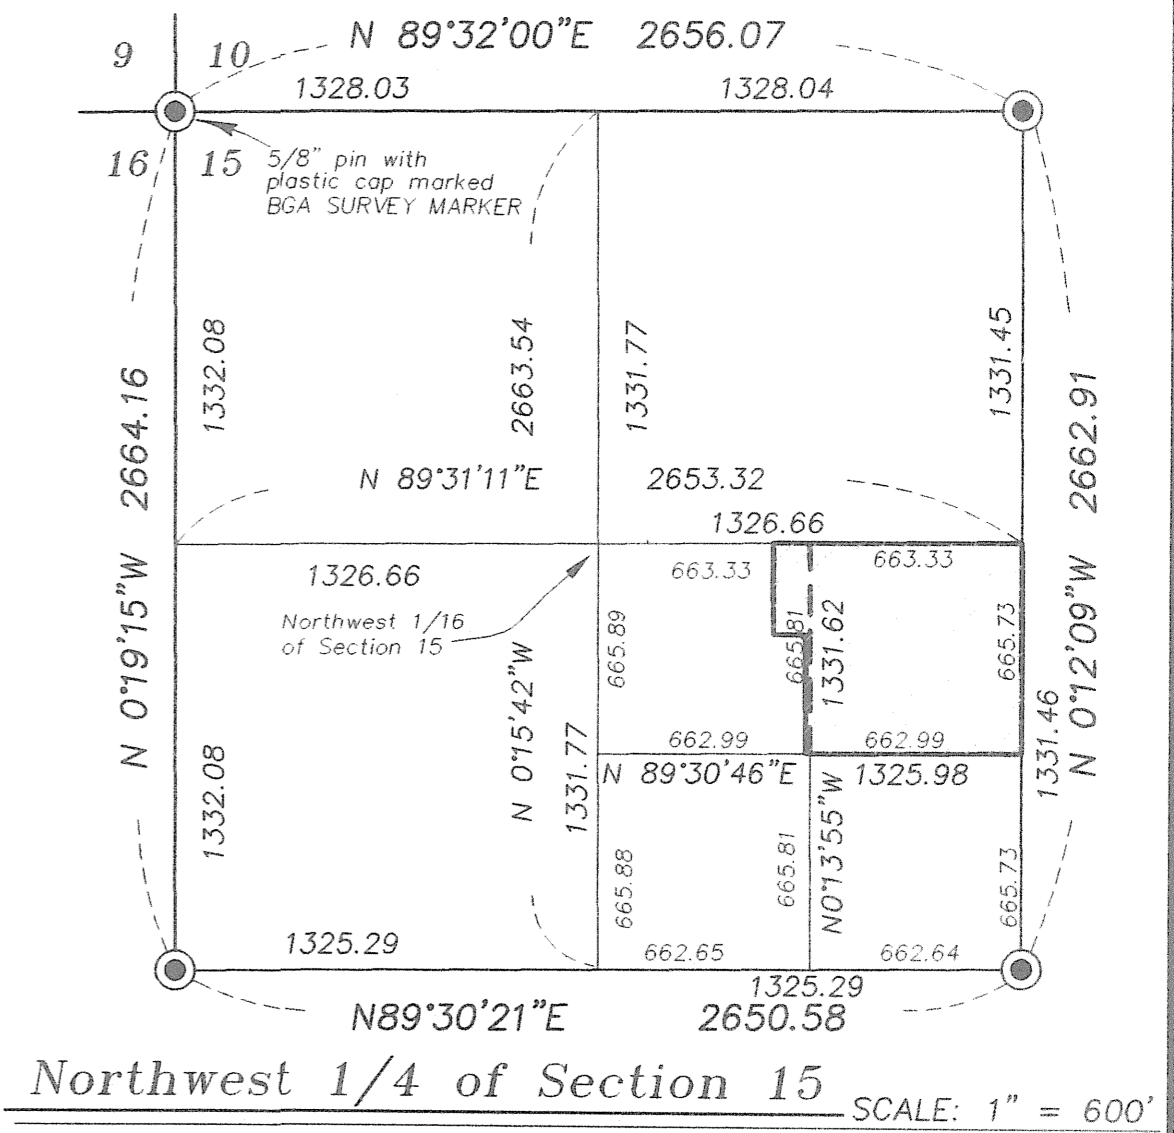 N 89°32'00"E 2656.07
9 10
1328.03 1328.04
16 15
5/8" pin with
plastic cap marked
BGA SURVEY MARKER
1332.08
2663.54
1331.77
1331.45
N 0°19'15"W 2664.16
N 0°12'09"W 2662.91
N 89°31'11"E 2653.32
1326.66
1326.66
663.33
663.33
Northwest 1/16
of Section 15
665.89
665.81
1331.62
665.73
N 0°15'42"W
1331.77
1331.46
662.99
662.99
N 89°30'46"E 1325.98
1332.08
665.88
665.81
N0°13'55"W
665.73
1325.29
662.65
662.64
1325.29
N89°30'21"E 2650.58
Northwest 1/4 of Section 15
SCALE: 1" = 600'